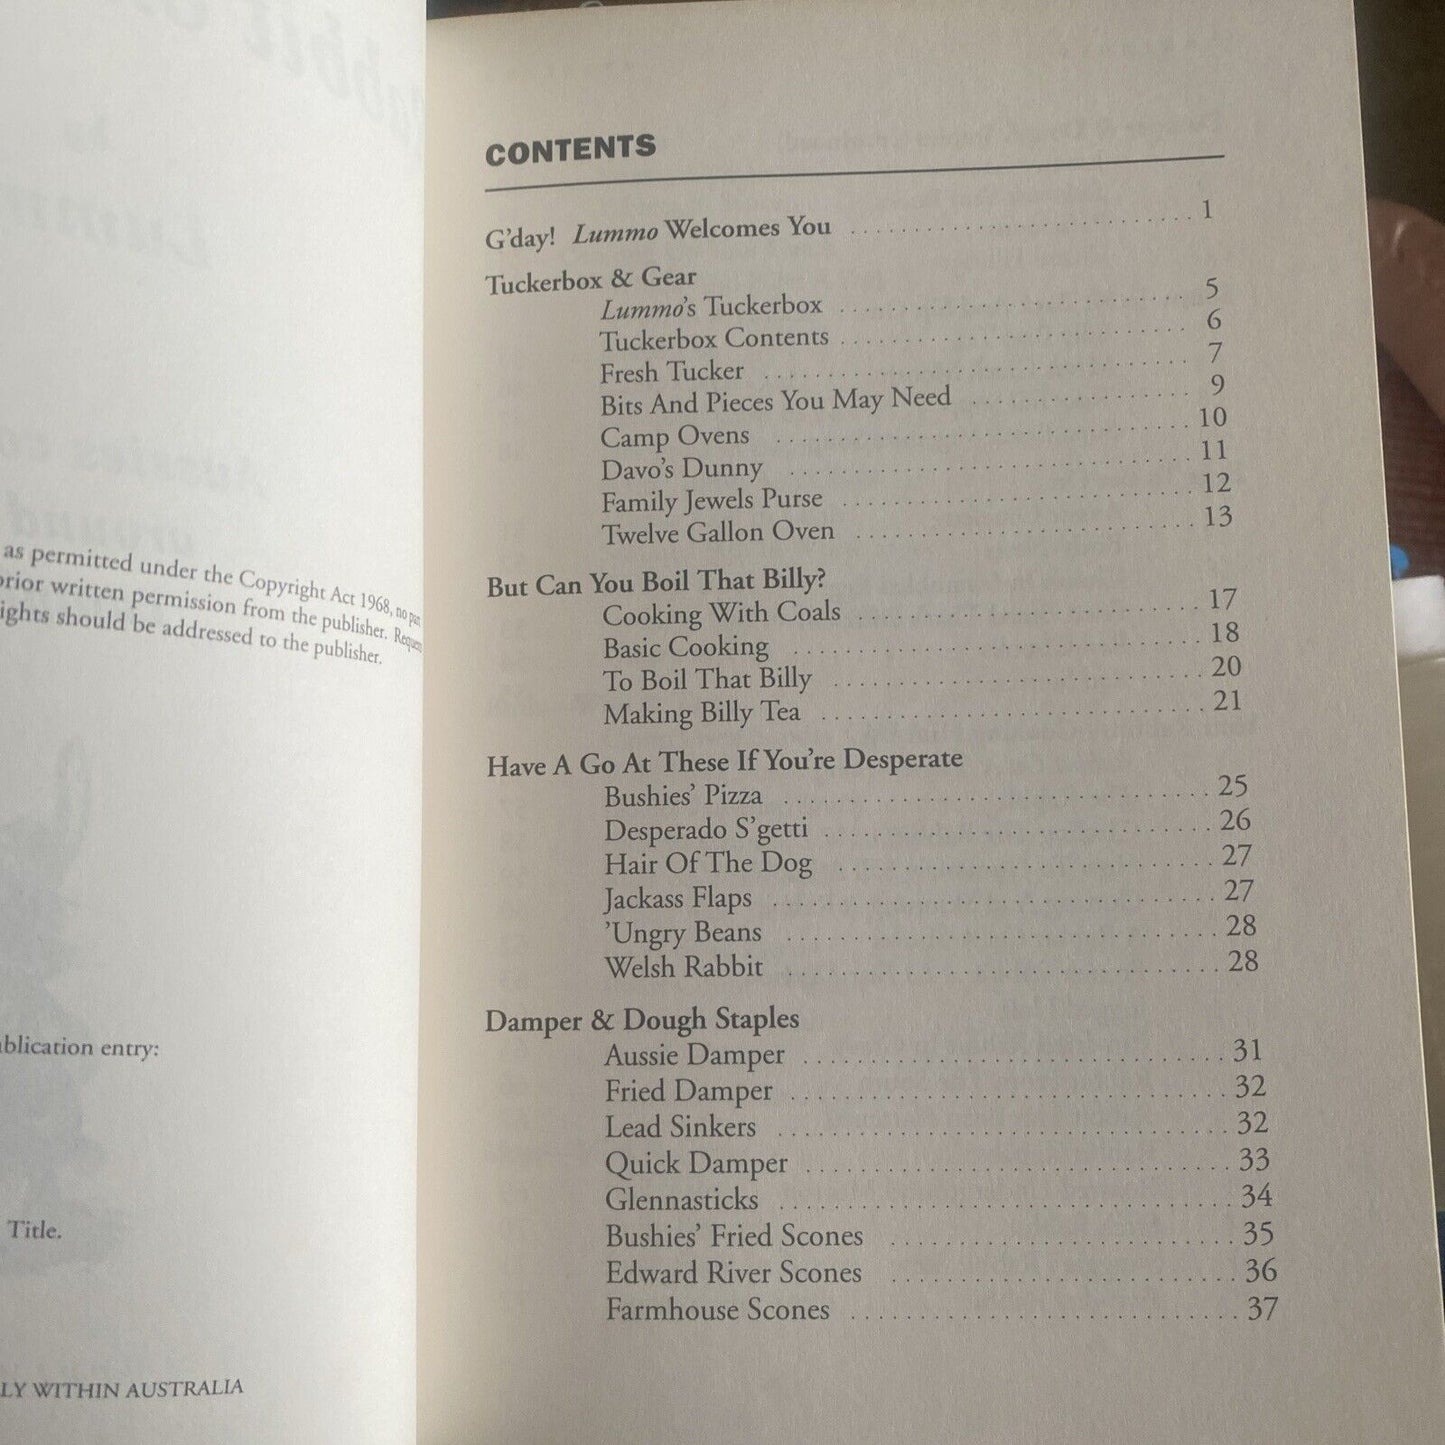 as permitted under the Copyright Act 1968, no part
prior written permission from the publisher. Requests
ights should be addressed to the publisher.
ublication entry:
Title.
LY WITHIN AUSTRALIA
CONTENTS
G'day! Lummo Welcomes You 1
Tuckerbox & Gear
Lummo's Tuckerbox 5
Tuckerbox Contents 6
Fresh Tucker 7
Bits And Pieces You May Need 9
Camp Ovens 10
Davo's Dunny 11
Family Jewels Purse 12
Twelve Gallon Oven 13
But Can You Boil That Billy?
Cooking With Coals 17
Basic Cooking 18
To Boil That Billy 20
Making Billy Tea 21
Have A Go At These If You're Desperate
Bushies' Pizza 25
Desperado S'getti 26
Hair Of The Dog 27
Jackass Flaps 27
'Ungry Beans 28
Welsh Rabbit 28
Damper & Dough Staples
Aussie Damper 31
Fried Damper 32
Lead Sinkers 32
Quick Damper 33
Glennasticks 34
Bushies' Fried Scones 35
Edward River Scones 36
Farmhouse Scones 37